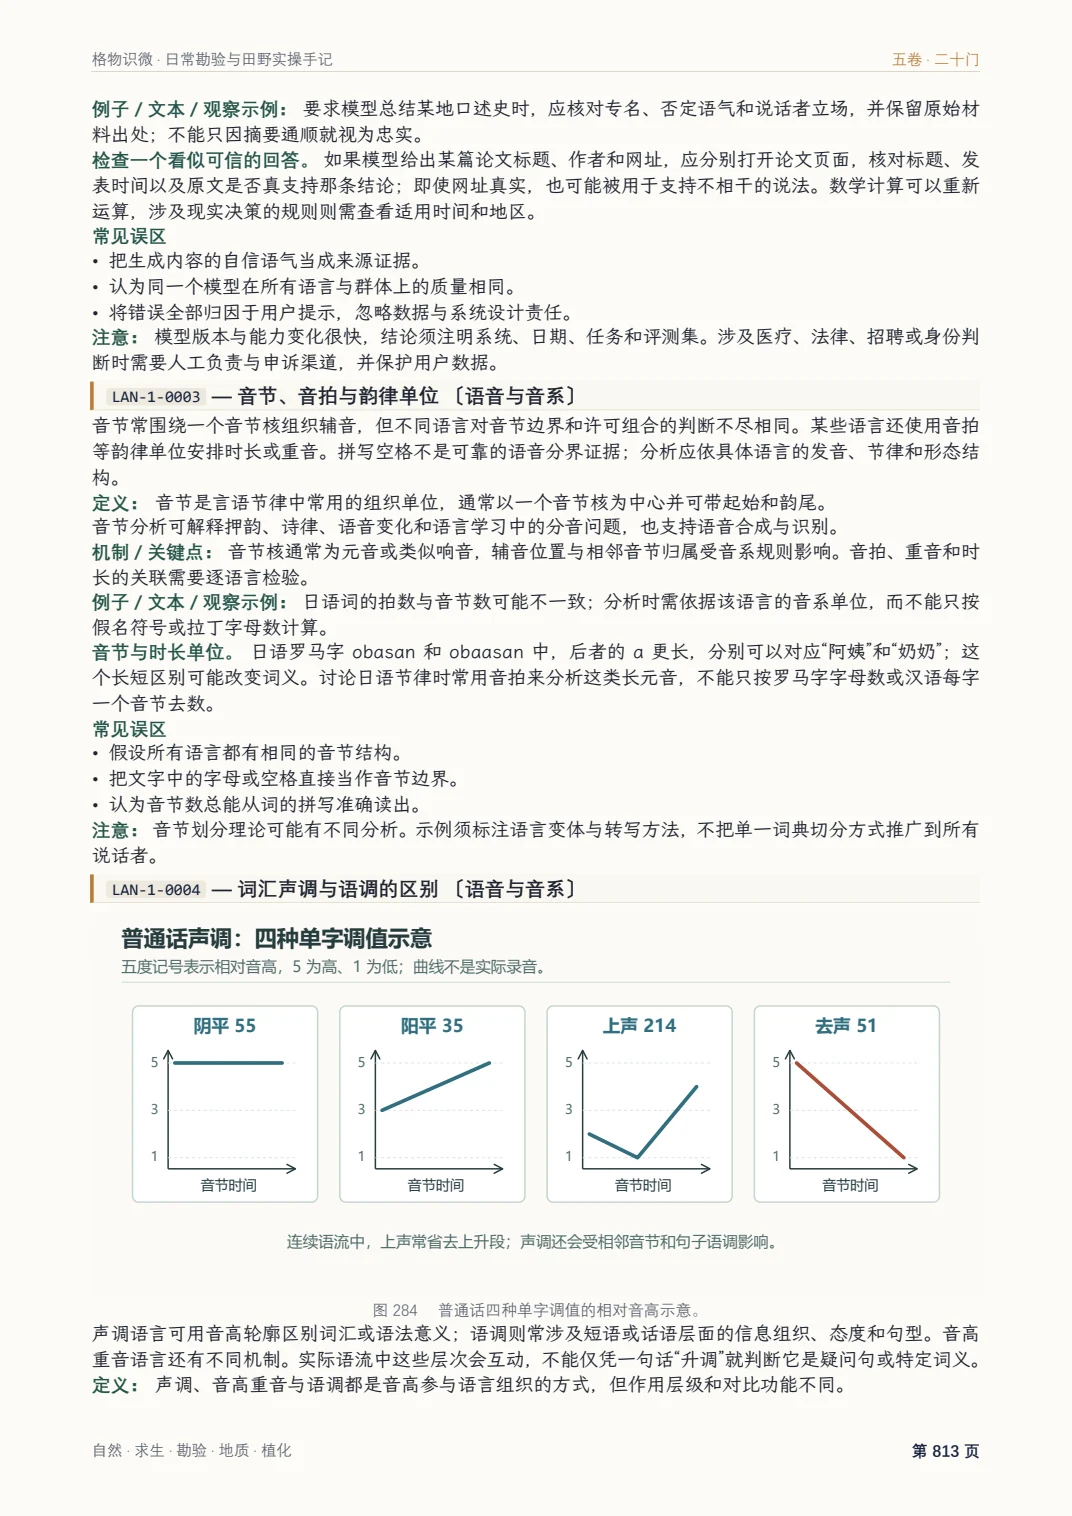 格物识微 · 日常勘验与田野实操手记
五卷 · 二十门
例子 / 文本 / 观察示例： 要求模型总结某地口述史时，应核对专名、否定语气和说话者立场，并保留原始材
料出处；不能只因摘要通顺就视为忠实。
检查一个看似可信的回答。 如果模型给出某篇论文标题、作者和网址，应分别打开论文页面，核对标题、发
表时间以及原文是否真支持那条结论；即使网址真实，也可能被用于支持不相干的说法。数学计算可以重新
运算，涉及现实决策的规则则需查看适用时间和地区。
常见误区
• 把生成内容的自信语气当成来源证据。
• 认为同一个模型在所有语言与群体上的质量相同。
• 将错误全部归因于用户提示，忽略数据与系统设计责任。
注意： 模型版本与能力变化很快，结论须注明系统、日期、任务和评测集。涉及医疗、法律、招聘或身份判
断时需要人工负责与申诉渠道，并保护用户数据。
LAN-1-0003 — 音节、音拍与韵律单位 〔语音与音系〕
音节常围绕一个音节核组织辅音，但不同语言对音节边界和许可组合的判断不尽相同。某些语言还使用音拍
等韵律单位安排时长或重音。拼写空格不是可靠的语音分界证据；分析应依具体语言的发音、节律和形态结
构。
定义： 音节是言语节律中常用的组织单位，通常以一个音节核为中心并可带起始和韵尾。
音节分析可解释押韵、诗律、语音变化和语言学习中的分音问题，也支持语音合成与识别。
机制 / 关键点： 音节核通常为元音或类似响音，辅音位置与相邻音节归属受音系规则影响。音拍、重音和时
长的关联需要逐语言检验。
例子 / 文本 / 观察示例： 日语词的拍数与音节数可能不一致；分析时需依据该语言的音系单位，而不能只按
假名符号或拉丁字母数计算。
音节与时长单位。 日语罗马字 obasan 和 obaasan 中，后者的 a 更长，分别可以对应“阿姨”和“奶奶”；这
个长短区别可能改变词义。讨论日语节律时常用音拍来分析这类长元音，不能只按罗马字字母数或汉语每字
一个音节去数。
常见误区
• 假设所有语言都有相同的音节结构。
• 把文字中的字母或空格直接当作音节边界。
• 认为音节数总能从词的拼写准确读出。
注意： 音节划分理论可能有不同分析。示例须标注语言变体与转写方法，不把单一词典切分方式推广到所有
说话者。
LAN-1-0004 — 词汇声调与语调的区别 〔语音与音系〕
普通话声调：四种单字调值示意
五度记号表示相对音高，5 为高、1 为低；曲线不是实际录音。
阴平 55
5
3
1
音节时间
阳平 35
5
3
1
音节时间
上声 214
5
3
1
音节时间
去声 51
5
3
1
音节时间
连续语流中，上声常省去上升段；声调还会受相邻音节和句子语调影响。
图 284 普通话四种单字调值的相对音高示意。
声调语言可用音高轮廓区别词汇或语法意义；语调则常涉及短语或话语层面的信息组织、态度和句型。音高
重音语言还有不同机制。实际语流中这些层次会互动，不能仅凭一句话“升调”就判断它是疑问句或特定词义。
定义： 声调、音高重音与语调都是音高参与语言组织的方式，但作用层级和对比功能不同。
自然 · 求生 · 勘验 · 地质 · 植化
第 813 页